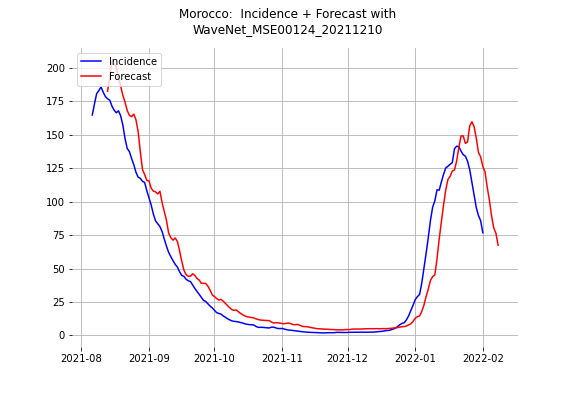 Morocco: Incidence + Forecast with
WaveNet_MSE00124_20211210
Incidence
Forecast
200
175
150
125
100
75
50
25
0
2021-08 2021-09 2021-10 2021-11 2021-12 2022-01 2022-02